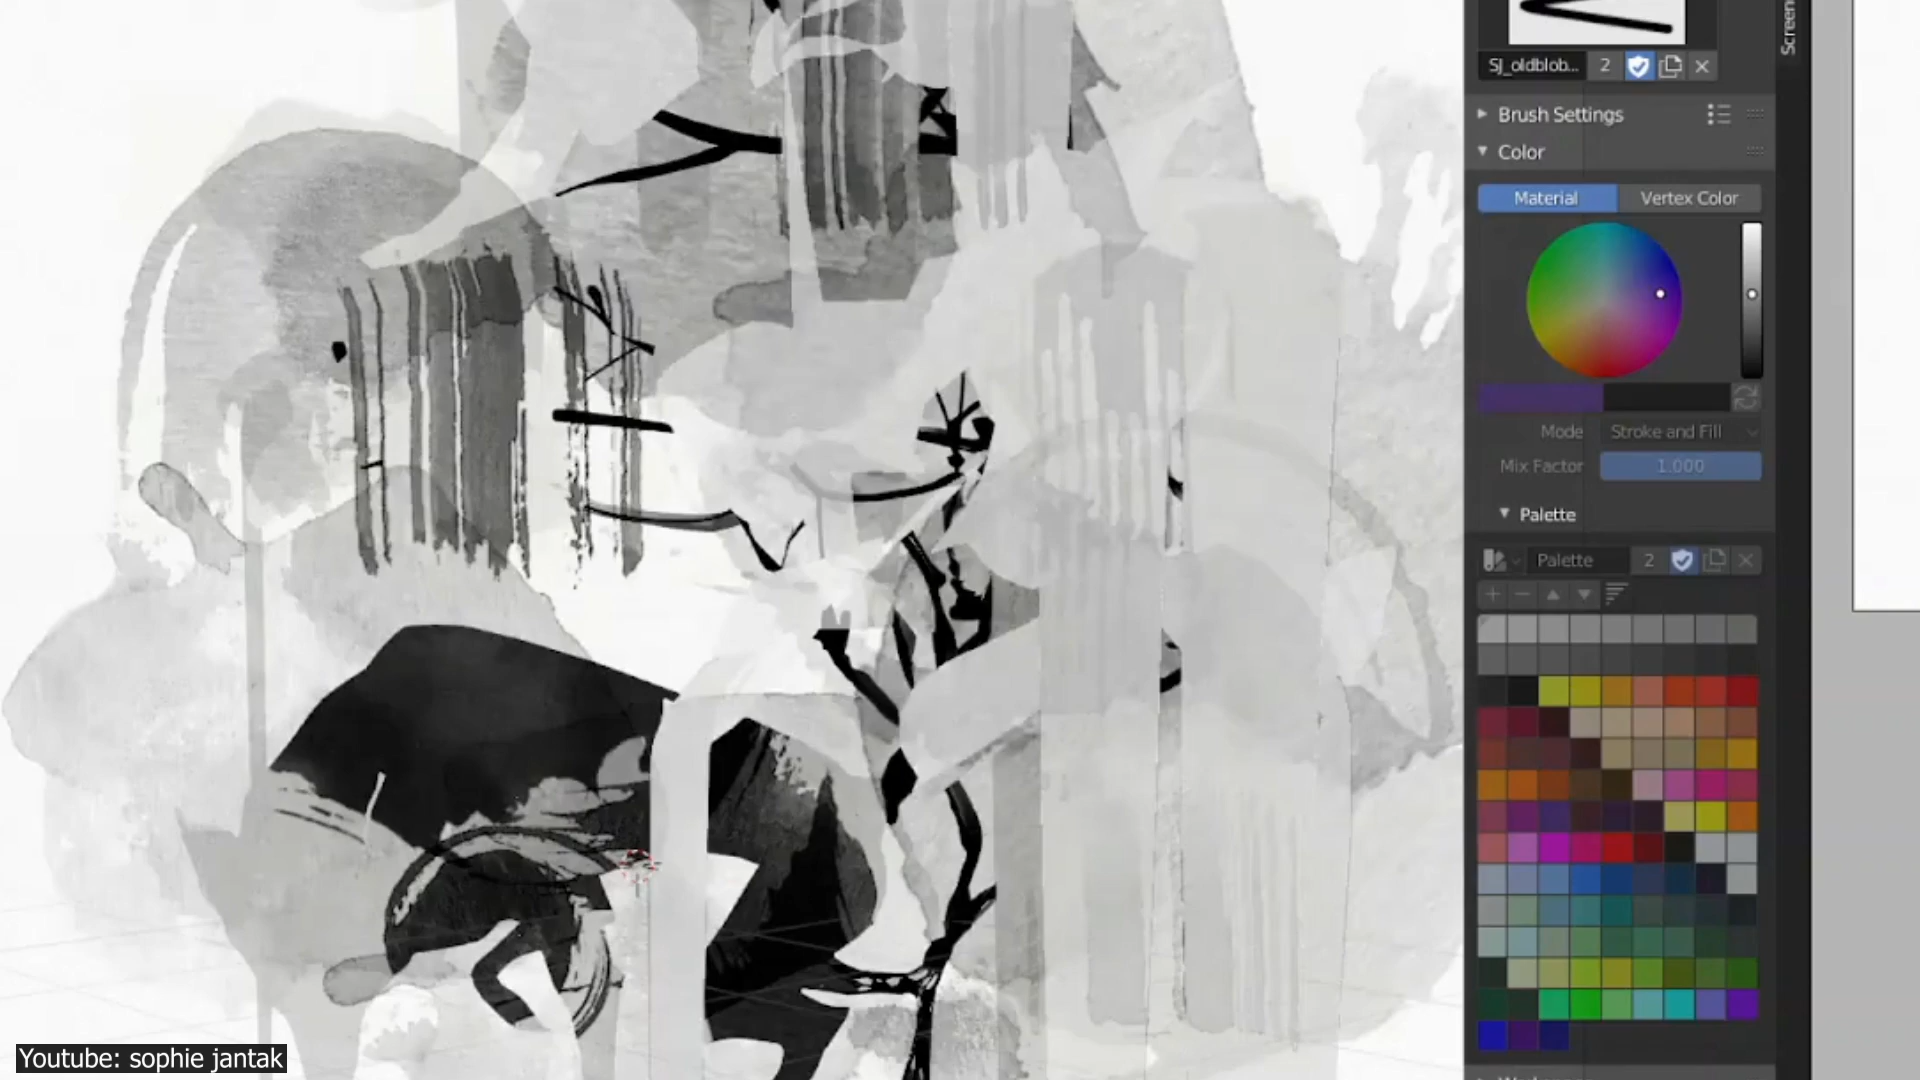 Screen
SJ_oldblob... 2
Brush Settings
Color
Material Vertex Color
Mode Stroke and Fill
Mix Factor 1.000
Palette
Palette 2
Youtube: sophie jantak